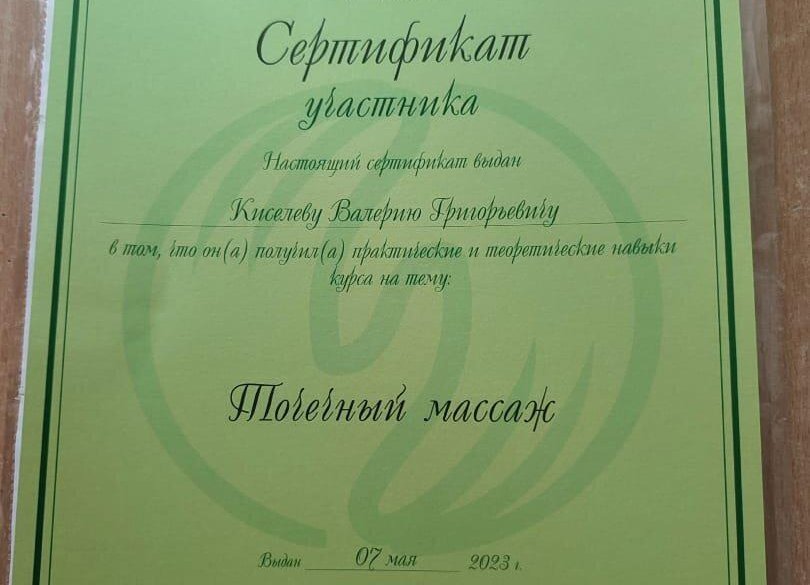 Сертификат
участника
Настоящий сертификат выдан
Киселеву Валерию Григорьевичу
в том, что он(а) получил(а) практические и теоретические навыки
курса на тему:
Точечный массаж
Выдан 07 мая 2023 г.